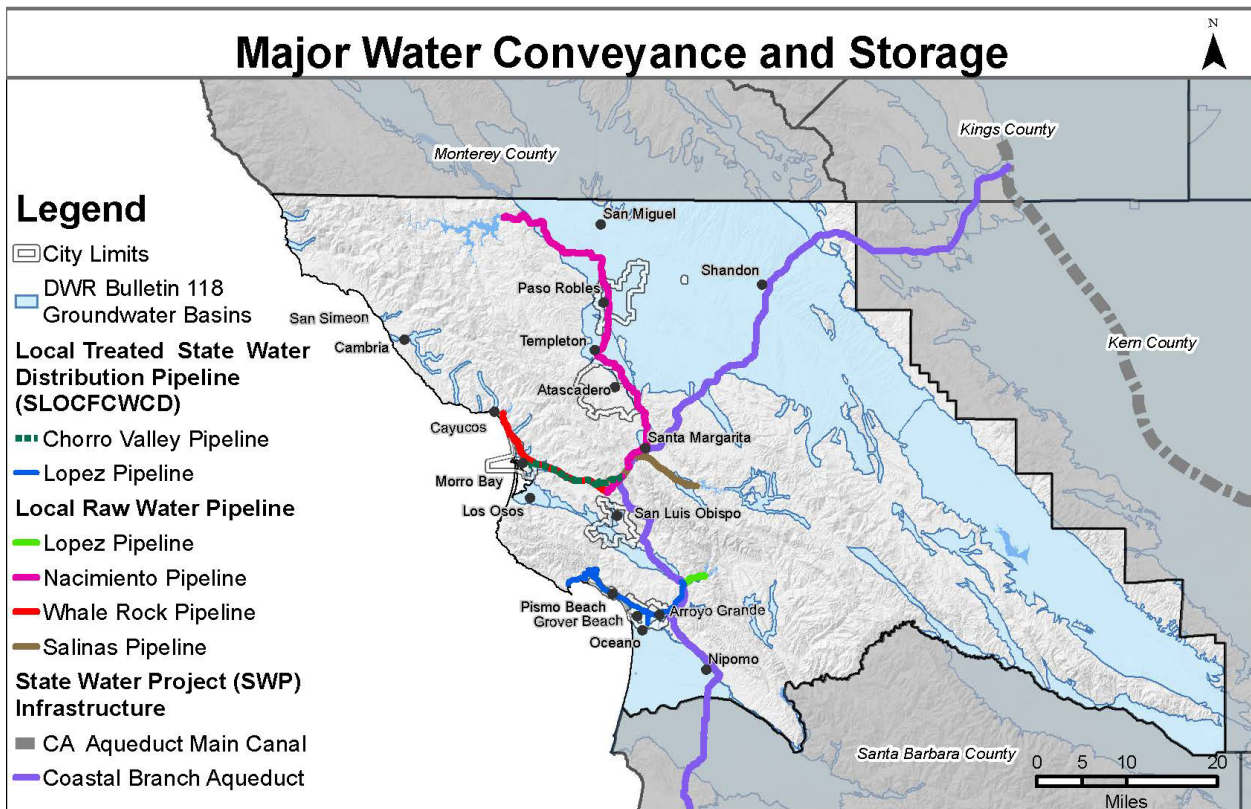 Major Water Conveyance and Storage
N
Kings County
Monterey County
Legend
City Limits
DWR Bulletin 118
Groundwater Basins
Local Treated State Water
Distribution Pipeline
(SLOCFCWCD)
Chorro Valley Pipeline
Lopez Pipeline
Local Raw Water Pipeline
Lopez Pipeline
Nacimiento Pipeline
Whale Rock Pipeline
Salinas Pipeline
State Water Project (SWP)
Infrastructure
CA Aqueduct Main Canal
Coastal Branch Aqueduct
San Miguel
Shandon
Paso Robles
San Simeon
Cambria
Templeton
Kern County
Atascadero
Cayucos
Santa Margarita
Morro Bay
Los Osos
San Luis Obispo
Pismo Beach
Grover Beach
Arroyo Grande
Oceano
Nipomo
Santa Barbara County
0 5 10 20
Miles